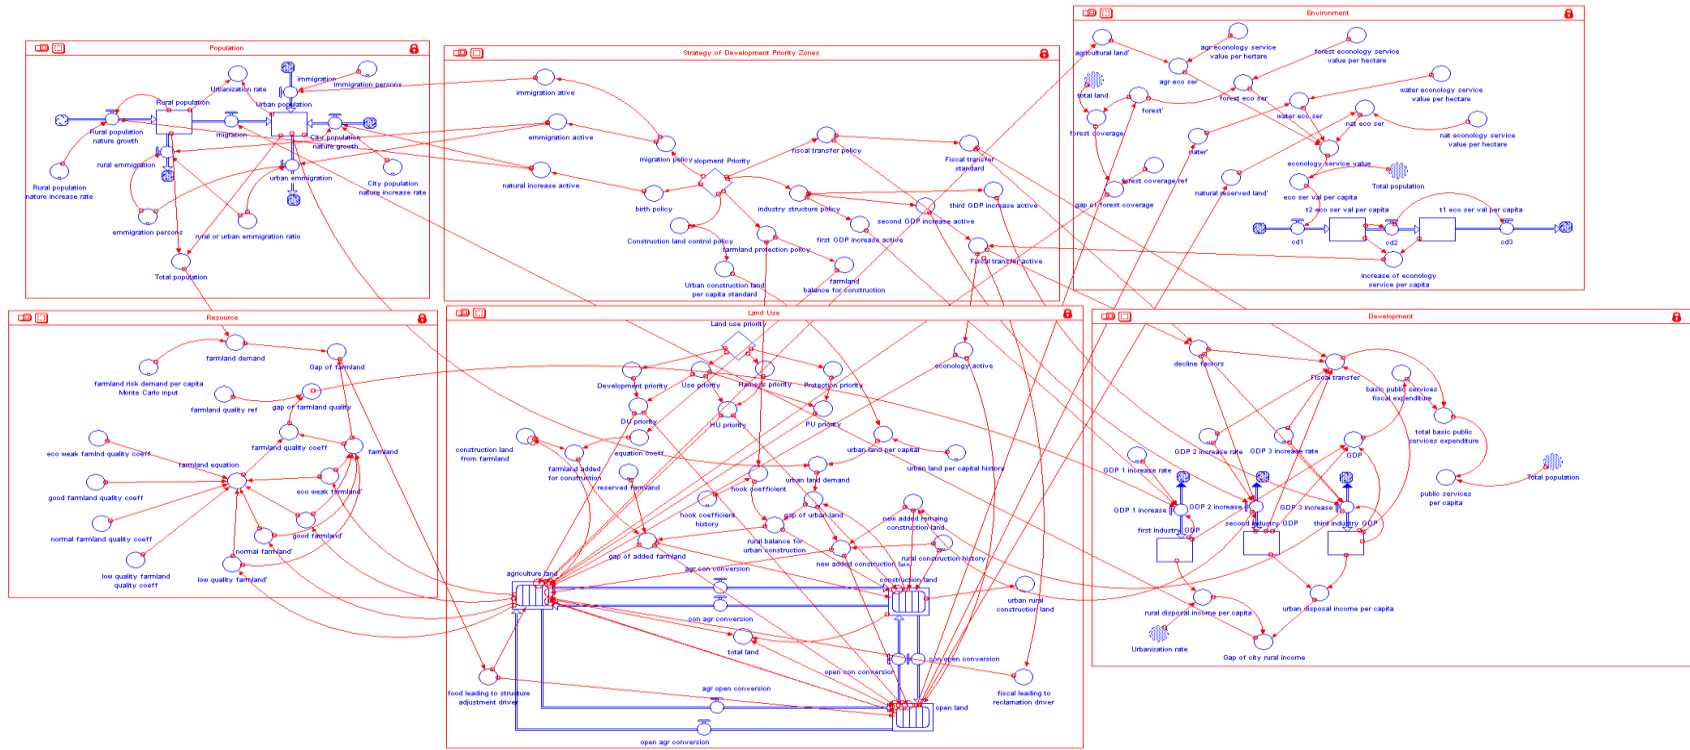 Population
Urbanization rate
immigration
immigration persons
Rural population
Urban population
Rural population
nature growth
migration
City population
nature growth
rural emmigration
urban emmigration
Rural population
nature increase rate
City population
nature increase rate
emmigration persons
rural or urban emmigration ratio
Total population
Strategy of Development Priority Zones
immigration ative
emmigration active
migration policy
elopment Priority
fiscal transfer policy
Fiscal transfer
standard
natural increase active
birth policy
industry structure policy
third GDP increase active
second GDP increase active
first GDP increase active
Construction land control policy
farmland protection policy
Fiscal transfer active
Urban construction land
per capita standard
farmland
balance for construction
Environment
agricultural land'
agr econology service
value per hertare
forest econology service
value per hectare
agr eco ser
total land
forest'
forest eco ser
water econology service
value per hectare
water eco ser
nat eco ser
forest coverage
water'
nat econology service
value per hectare
econology service value
forest coverage ref
Total population
gap of forest coverage
natural reserved land'
eco ser val per capita
t2 eco ser val per capita
t1 eco ser val per capita
cd1
cd2
cd3
increase of econology
service per capita
Resource
farmland demand
Gap of farmland
farmland risk demand per capita
Monte Carlo input
farmland quality ref
gap of farmland quality
farmland quality coeff
farmland
eco weak farmlnd quality coeff
farmland equation
eco weak farmland'
good farmland quality coeff
good farmland'
normal farmland quality coeff
normal farmland'
low quality farmland
quality coeff
low quality farmland'
Land Use
Land use priority
econology active
Development priority
Use priority
Harness priority
Protection priority
DU priority
HU priority
PU priority
construction land
from farmland
equation coeff
urban land per capital
urban land per capital history
farmland added
for construction
reserved farmland
hook coefficient
urban land demand
hook coefficient
history
gap of urban land
new added remaing
construction land
rural balance for
urban construction
gap of added farmland
rural construction history
new added construction land
agriculture land
agr con conversion
construction land
urban rural
construction land
con agr conversion
total land
con open conversion
open con conversion
food leading to structure
adjustment driver
agr open conversion
open land
fiscal leading to
reclamation driver
open agr conversion
Development
decline factors
Fiscal transfer
basic public services
fiscal expenditure
total basic public
services expenditure
GDP 2 increase rate
GDP 3 increase rate
GDP
GDP 1 increase rate
public services
per capita
Total population
GDP 1 increase
GDP 2 increase
GDP 3 increase
first industry GDP
second industry GDP
third industry GDP
rural disposal income per capita
urban disposal income per capita
Urbanization rate
Gap of city rural income